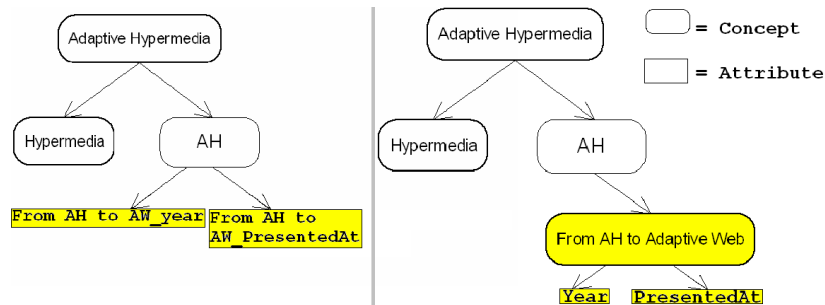 Adaptive Hypermedia
Hypermedia
AH
From AH to AW_year
From AH to
AW_PresentedAt
Adaptive Hypermedia
Hypermedia
AH
From AH to Adaptive Web
Year
PresentedAt
= Concept
= Attribute